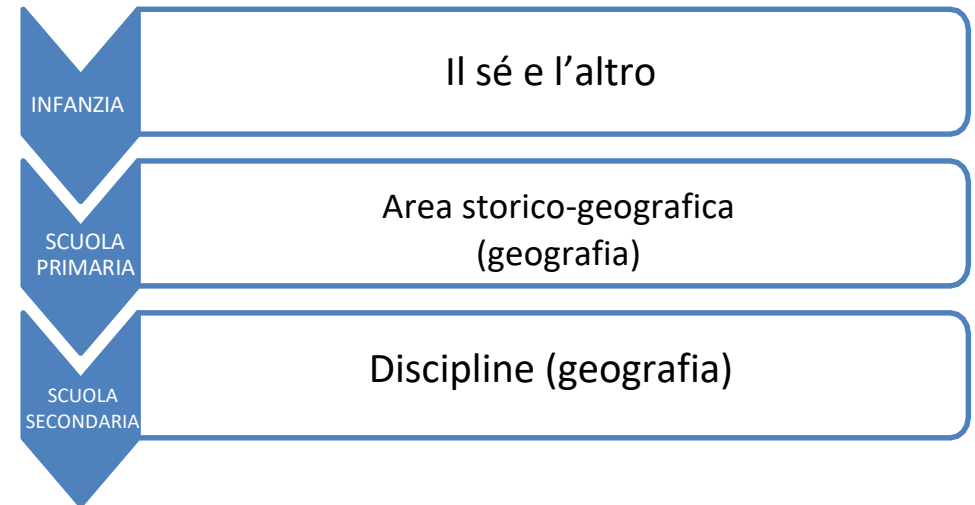 INFANZIA
Il sé e l’altro
SCUOLA
PRIMARIA
Area storico-geografica
(geografia)
SCUOLA
SECONDARIA
Discipline (geografia)